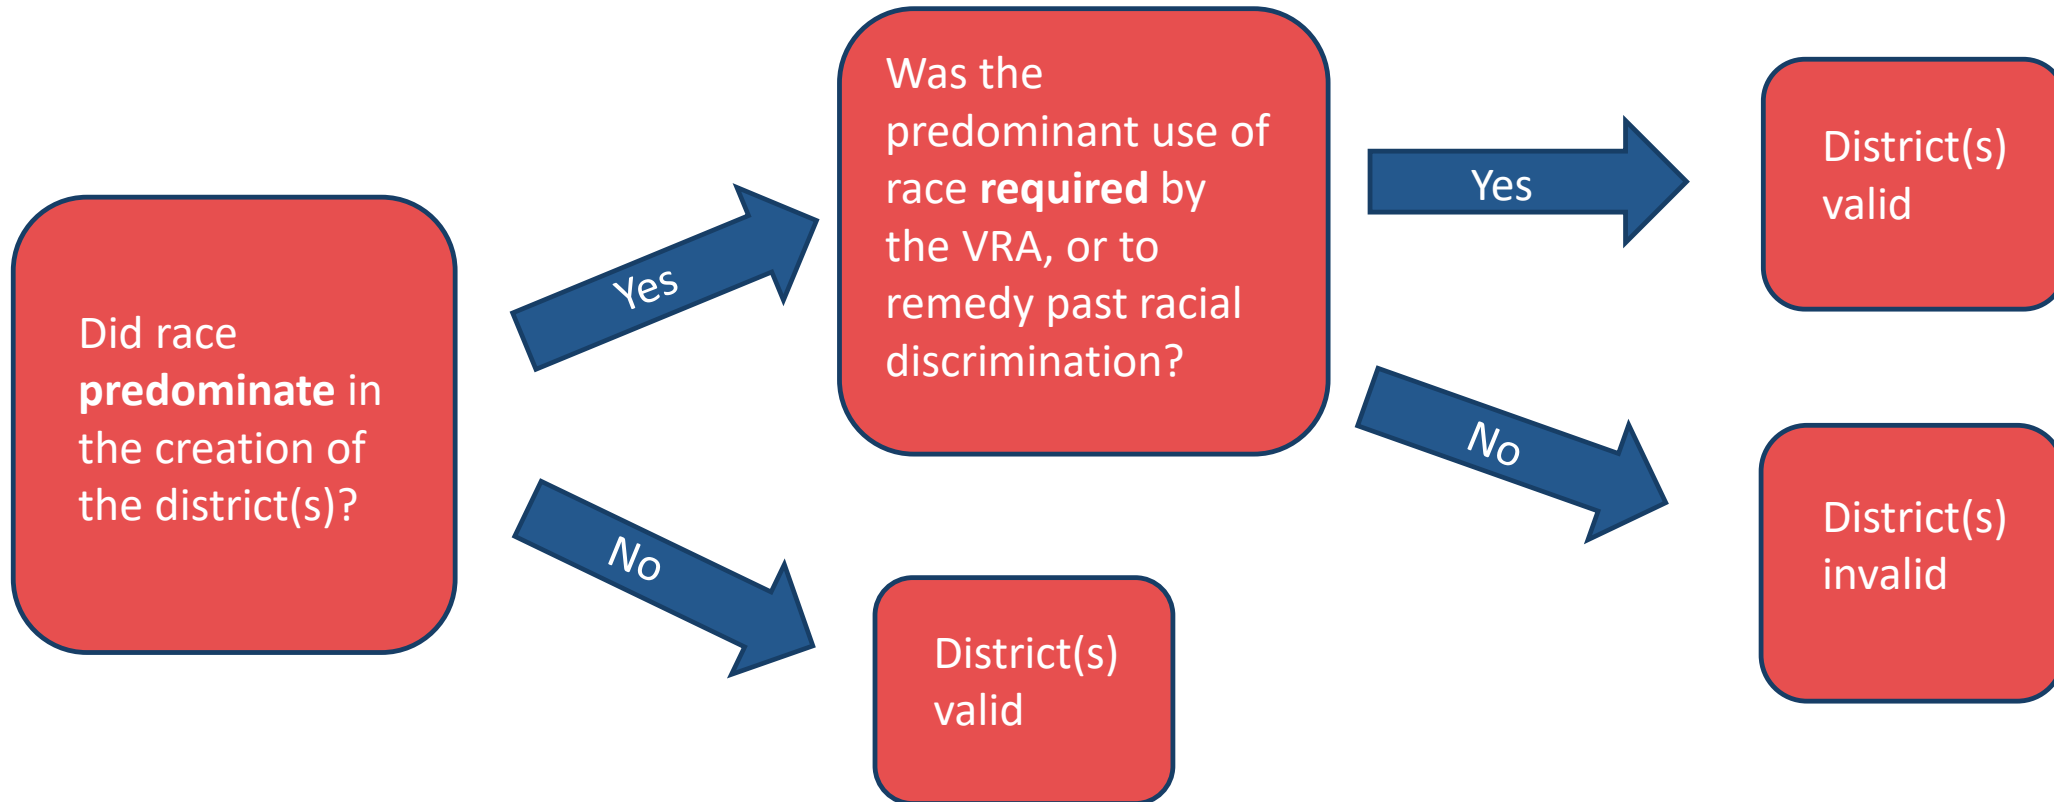 Did race
predominate in
the creation of
the district(s)?
Yes
No
Was the
predominant use of
race required by
the VRA, or to
remedy past racial
discrimination?
District(s)
valid
Yes
No
District(s)
valid
District(s)
invalid